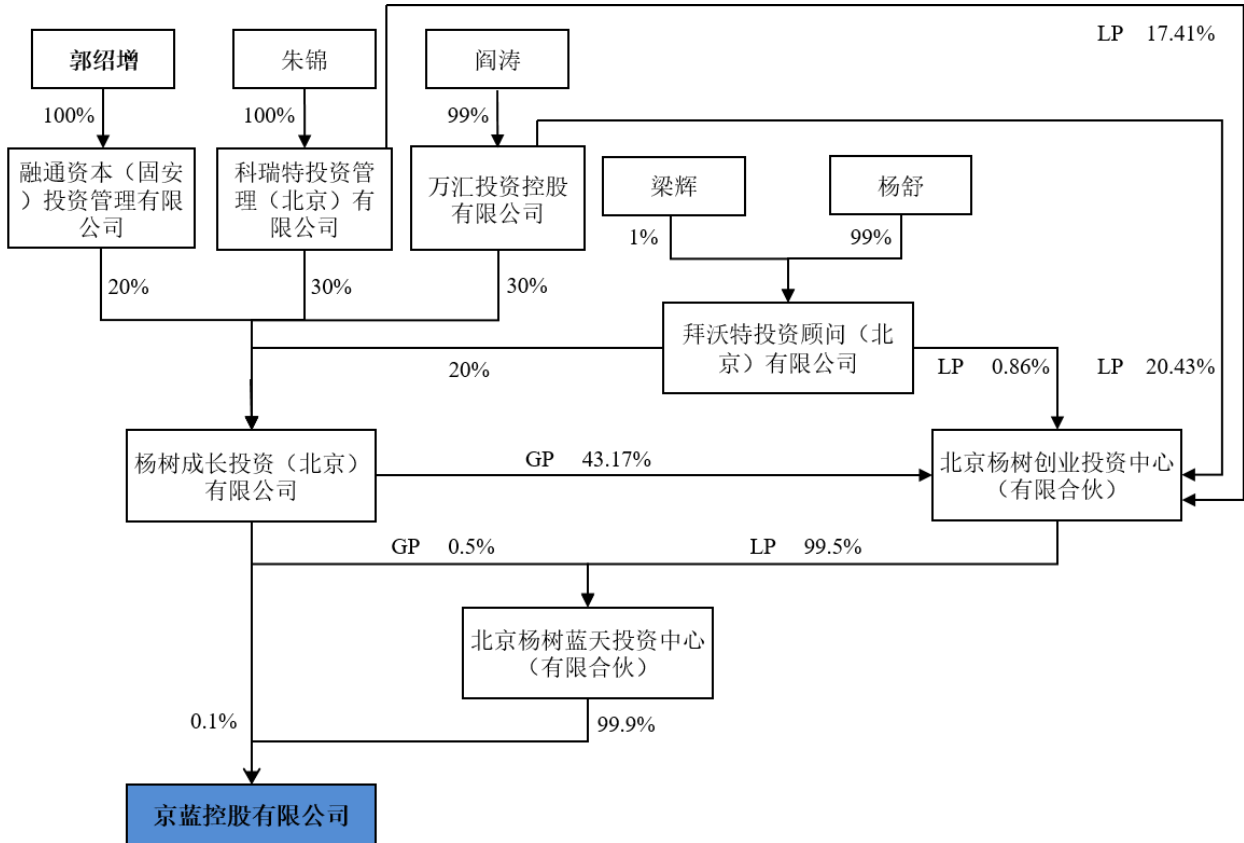 LP 17.41%
郭绍增
朱锦
阎涛
100%
100%
99%
融通资本（固安
）投资管理有限
公司
科瑞特投资管
理（北京）有
限公司
万汇投资控股
有限公司
梁辉
杨舒
1%
99%
20%
30%
30%
拜沃特投资顾问（北
京）有限公司
20%
LP 0.86%
LP 20.43%
杨树成长投资（北京）
有限公司
GP 43.17%
北京杨树创业投资中心
（有限合伙）
GP 0.5%
LP 99.5%
北京杨树蓝天投资中心
（有限合伙）
0.1%
99.9%
京蓝控股有限公司